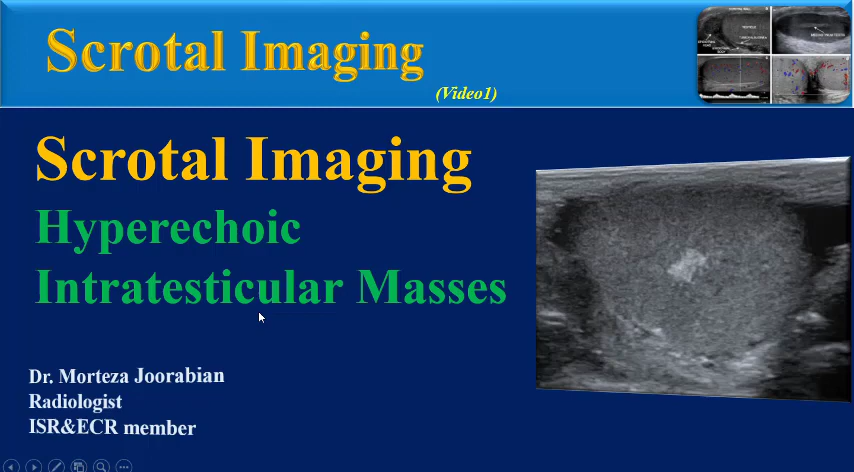 Scrotal Imaging
(Video1)
Scrotal Imaging
Hyperechoic
Intratesticular Masses
Dr. Morteza Joorabian
Radiologist
ISR&ECR member